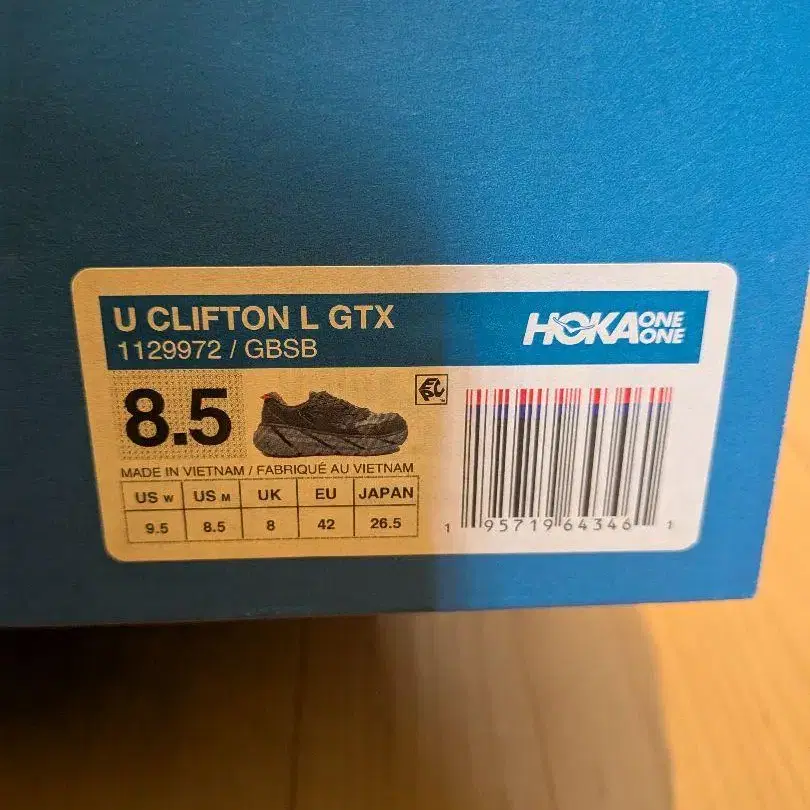 U CLIFTON L GTX
1129972 / GBSB
HOKA ONE ONE
8.5
EPC
MADE IN VIETNAM / FABRIQUÉ AU VIETNAM
US W US M UK EU JAPAN
9.5 8.5 8 42 26.5
1 95719 64346 1